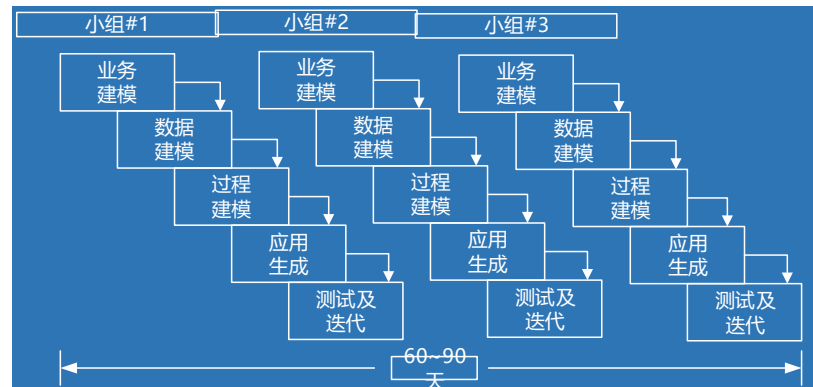 小组#1
小组#2
小组#3
业务
建模
数据
建模
过程
建模
应用
生成
测试及
迭代
业务
建模
数据
建模
过程
建模
应用
生成
测试及
迭代
业务
建模
数据
建模
过程
建模
应用
生成
测试及
迭代
60~90
天